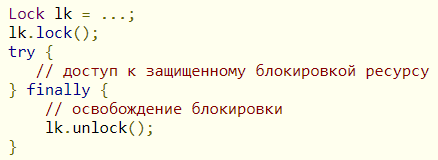 Lock lk = ...;
lk.lock();
try {
   // доступ к защищенному блокировкой ресурсу
} finally {
    // освобождение блокировки
    lk.unlock();
}